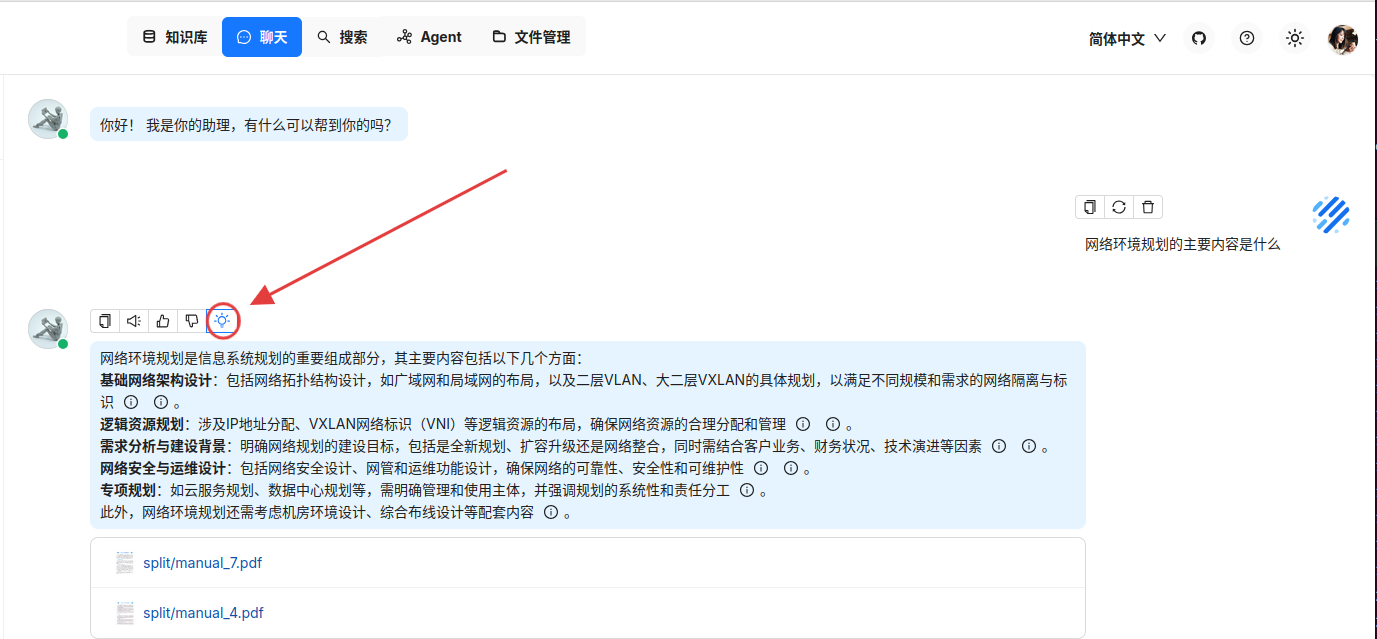 知识库 聊天 搜索 Agent 文件管理 简体中文
你好！ 我是你的助理，有什么可以帮到你的吗？
网络环境规划的主要内容是什么
网络环境规划是信息系统规划的重要组成部分，其主要内容包括以下几个方面：
基础网络架构设计：包括网络拓扑结构设计，如广域网和局域网的布局，以及二层VLAN、大二层VXLAN的具体规划，以满足不同规模和需求的网络隔离与标
识 。
逻辑资源规划：涉及IP地址分配、VXLAN网络标识（VNI）等逻辑资源的布局，确保网络资源的合理分配和管理 。
需求分析与建设背景：明确网络规划的建设目标，包括是全新规划、扩容升级还是网络整合，同时需结合客户业务、财务状况、技术演进等因素 。
网络安全与运维设计：包括网络安全设计、网管和运维功能设计，确保网络的可靠性、安全性和可维护性 。
专项规划：如云服务规划、数据中心规划等，需明确管理和使用主体，并强调规划的系统性和责任分工 。
此外，网络环境规划还需考虑机房环境设计、综合布线设计等配套内容 。
split/manual_7.pdf
split/manual_4.pdf